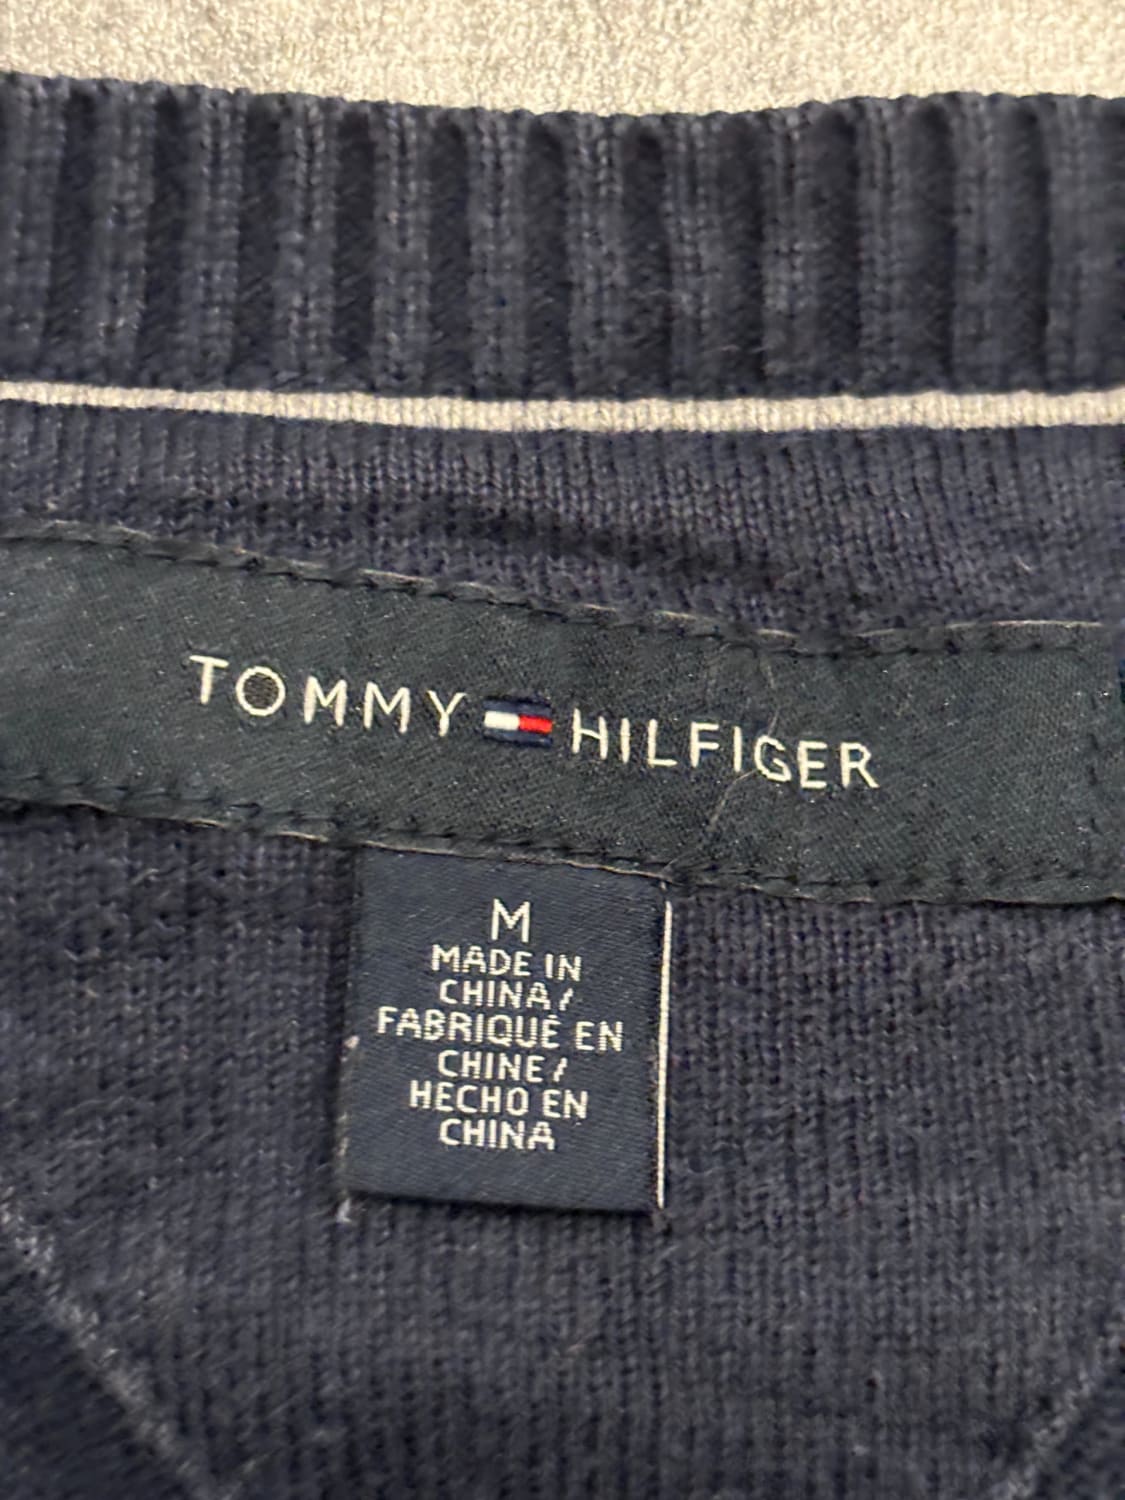 TOMMY HILFIGER
M
MADE IN
CHINA/
FABRIQUÉ EN
CHINE/
HECHO EN
CHINA